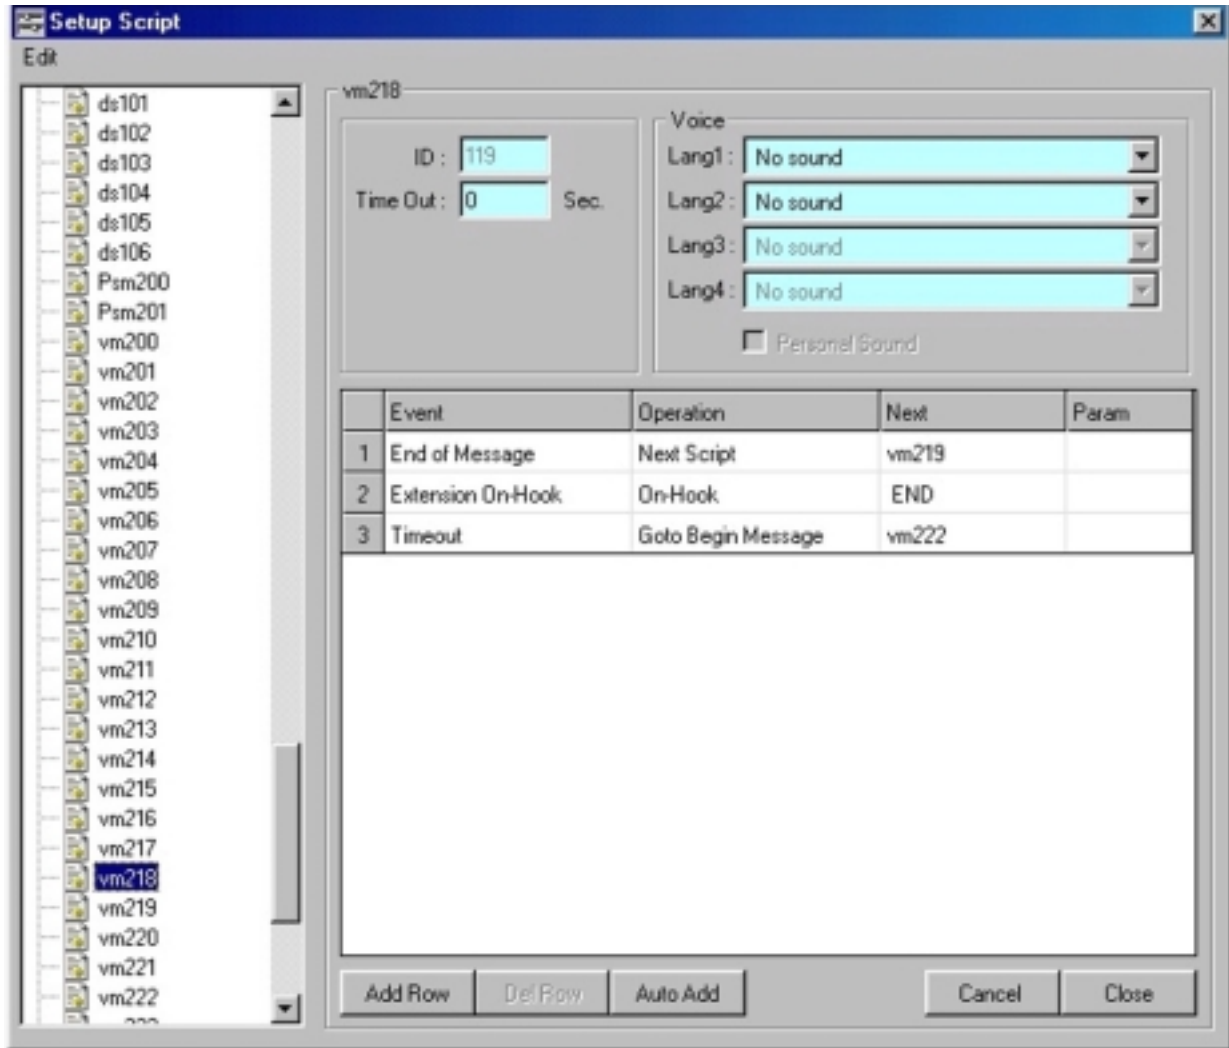 Setup Script
Edit
ds101
ds102
ds103
ds104
ds105
ds106
Psm200
Psm201
vm200
vm201
vm202
vm203
vm204
vm205
vm206
vm207
vm208
vm209
vm210
vm211
vm212
vm213
vm214
vm215
vm216
vm217
vm218
vm219
vm220
vm221
vm222
vm218
ID : 119
Time Out : 0 Sec.
Voice
Lang1 : No sound
Lang2 : No sound
Lang3 : No sound
Lang4 : No sound
Personal Sound
Event Operation Next Param
1 End of Message Next Script vm219
2 Extension On-Hook On-Hook END
3 Timeout Goto Begin Message vm222
Add Row Del Row Auto Add Cancel Close